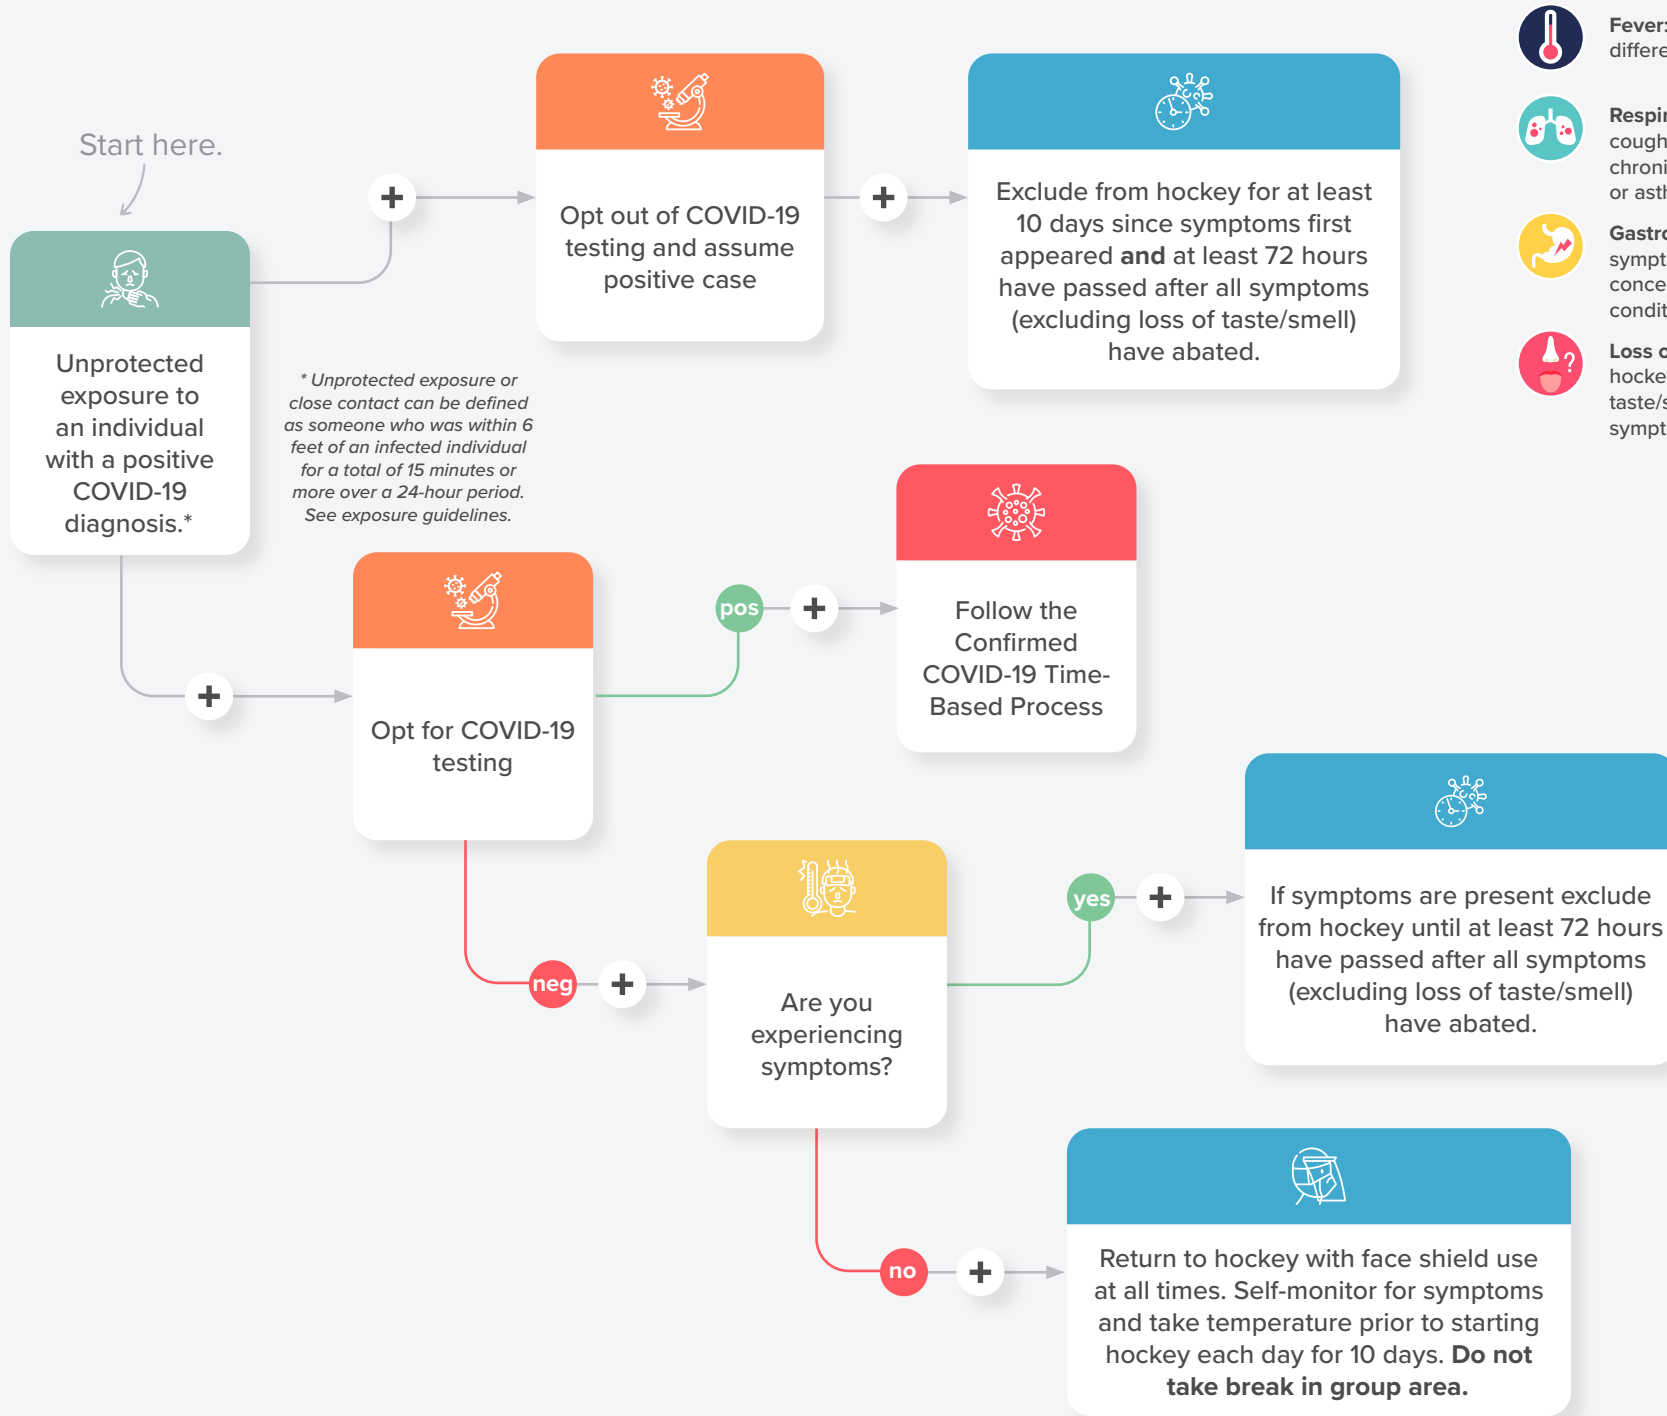 Start here.
Unprotected
exposure to
an individual
with a positive
COVID-19
diagnosis.*
* Unprotected exposure or
close contact can be defined
as someone who was within 6
feet of an infected individual
for a total of 15 minutes or
more over a 24-hour period.
See exposure guidelines.
+
Opt out of COVID-19
testing and assume
positive case
+
Exclude from hockey for at least
10 days since symptoms first
appeared and at least 72 hours
have passed after all symptoms
(excluding loss of taste/smell)
have abated.
+
Opt for COVID-19
testing
pos
+
Follow the
Confirmed
COVID-19 Time-
Based Process
neg
+
Are you
experiencing
symptoms?
yes
+
If symptoms are present exclude
from hockey until at least 72 hours
have passed after all symptoms
(excluding loss of taste/smell)
have abated.
no
+
Return to hockey with face shield use
at all times. Self-monitor for symptoms
and take temperature prior to starting
hockey each day for 10 days. Do not
take break in group area.
Fever:
cough
or
Loss
?